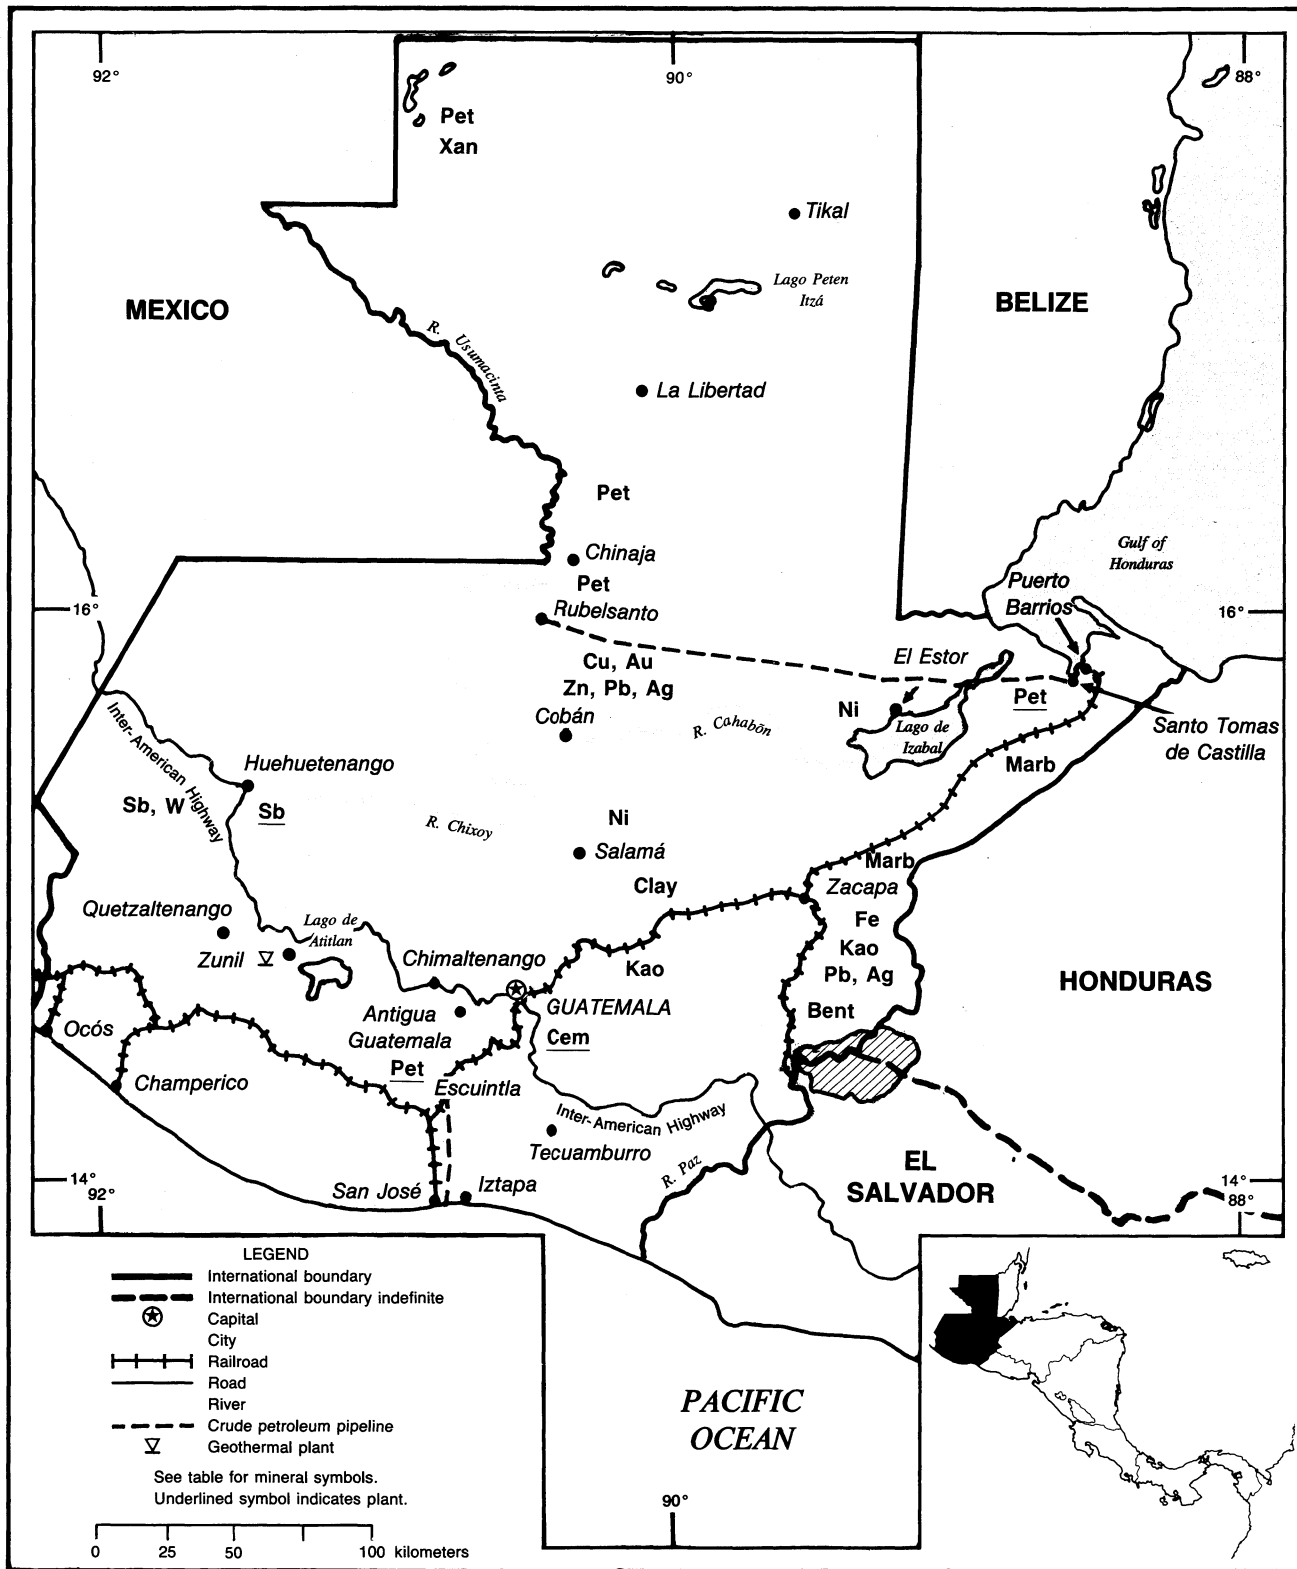 92°
90°
88°
Pet
Xan
Tikal
Lago Peten
Itzá
MEXICO
BELIZE
R. Usumacinta
La Libertad
Pet
Chinaja
Gulf of
Honduras
Pet
Puerto
Barrios
16°
Rubelsanto
16°
Cu, Au
Zn, Pb, Ag
El Estor
Pet
Ni
Cobán
R. Cahabõn
Lago de
Izabal
Santo Tomas
de Castilla
Inter-American Highway
Huehuetenango
Marb
Sb, W
Sb
R. Chixoy
Ni
Salamá
Marb
Clay
Zacapa
Quetzaltenango
Lago de
Atitlan
Fe
Zunil
Chimaltenango
Kao
Kao
Pb, Ag
HONDURAS
Antigua
Guatemala
GUATEMALA
Bent
Ocós
Cem
Pet
Champerico
Escuintla
Inter-American Highway
Tecuamburro
R. Paz
EL
SALVADOR
14°
92°
San José
Iztapa
14°
88°
LEGEND
International boundary
International boundary indefinite
Capital
City
Railroad
Road
River
Crude petroleum pipeline
Geothermal plant
See table for mineral symbols.
Underlined symbol indicates plant.
0 25 50 100 kilometers
PACIFIC
OCEAN
90°